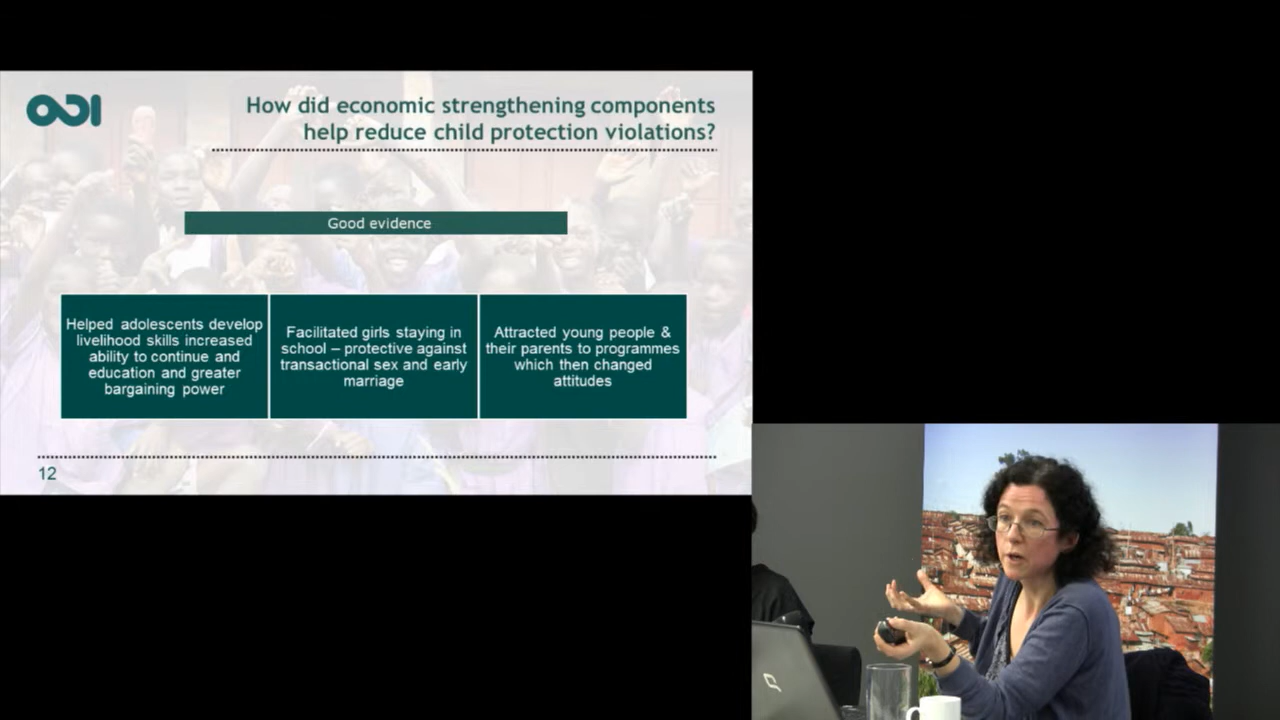 ODI
How did economic strengthening components
help reduce child protection violations?
Good evidence
Helped adolescents develop
livelihood skills increased
ability to continue and
education and greater
bargaining power
Facilitated girls staying in
school – protective against
transactional sex and early
marriage
Attracted young people &
their parents to programmes
which then changed
attitudes
12